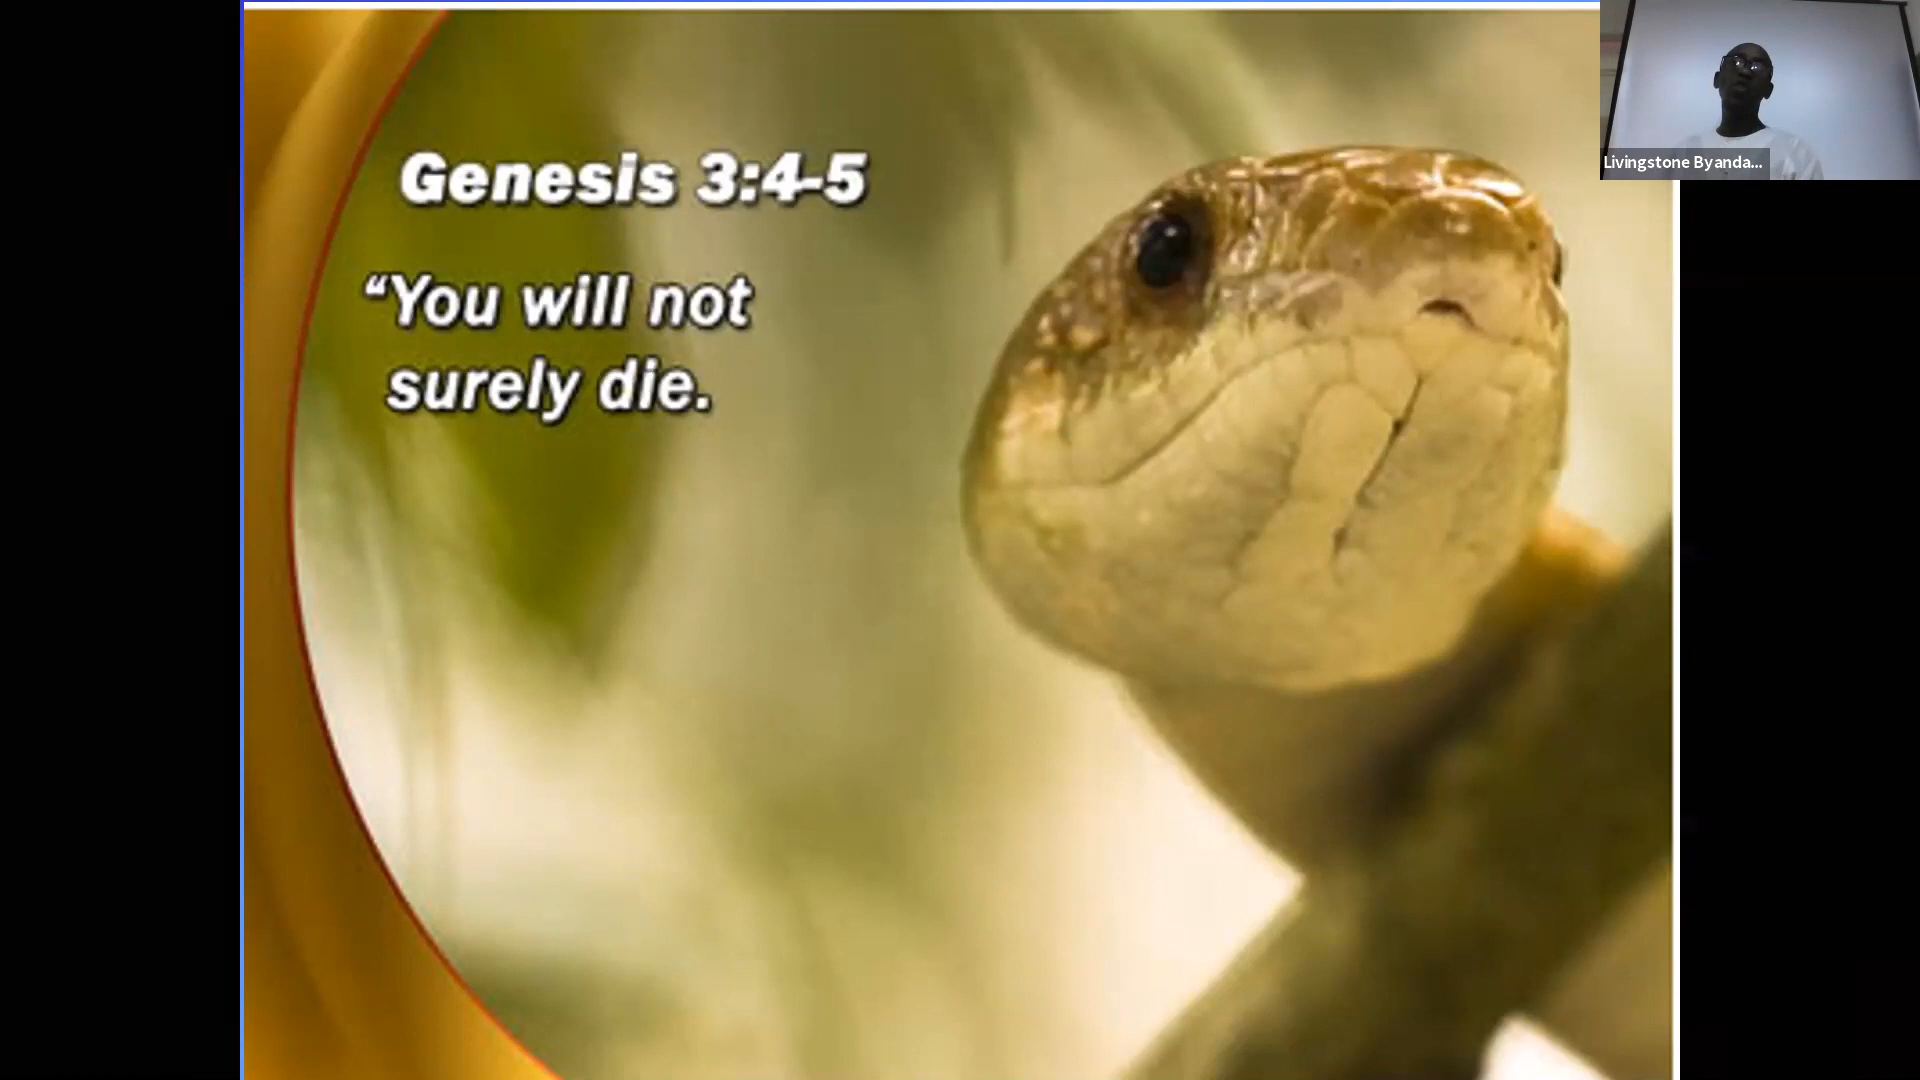 Genesis 3:4-5
“You will not
surely die.
Livingstone Byanda...